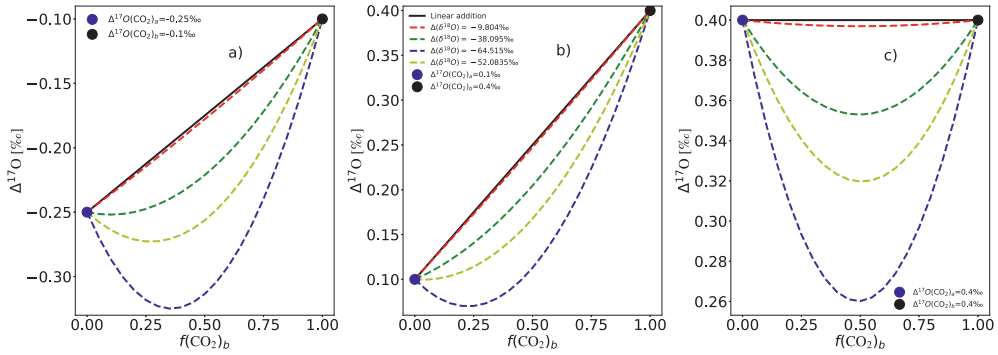 Δ¹⁷O(CO₂)ₐ=-0,25‰
Δ¹⁷O(CO₂)_b=-0.1‰
a)
−0.10
−0.15
−0.20
−0.25
−0.30
Δ¹⁷O [‰]
0.00 0.25 0.50 0.75 1.00
f(CO₂)_b
Linear addition
Δ(δ¹⁸O)= −9.804‰
Δ(δ¹⁸O)= −38.095‰
Δ(δ¹⁸O)= −64.515‰
Δ(δ¹⁸O)= −52.0835‰
Δ¹⁷O(CO₂)ₐ=0.1‰
Δ¹⁷O(CO₂)_b=0.4‰
b)
0.40
0.35
0.30
0.25
0.20
0.15
0.10
0.05
Δ¹⁷O [‰]
0.00 0.25 0.50 0.75 1.00
f(CO₂)_b
c)
0.40
0.38
0.36
0.34
0.32
0.30
0.28
0.26
Δ¹⁷O [‰]
Δ¹⁷O(CO₂)ₐ=0.4‰
Δ¹⁷O(CO₂)_b=0.4‰
0.00 0.25 0.50 0.75 1.00
f(CO₂)_b